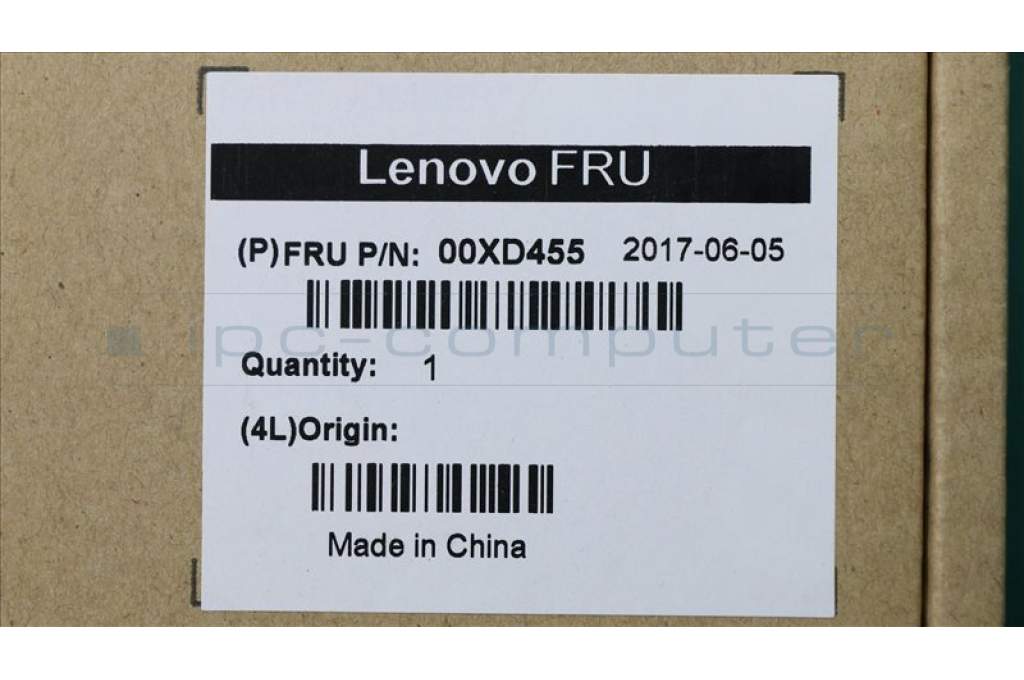 Lenovo FRU
(P)FRU P/N: 00XD455 2017-06-05
ipc-computer
Quantity: 1
(4L)Origin:
Made in China